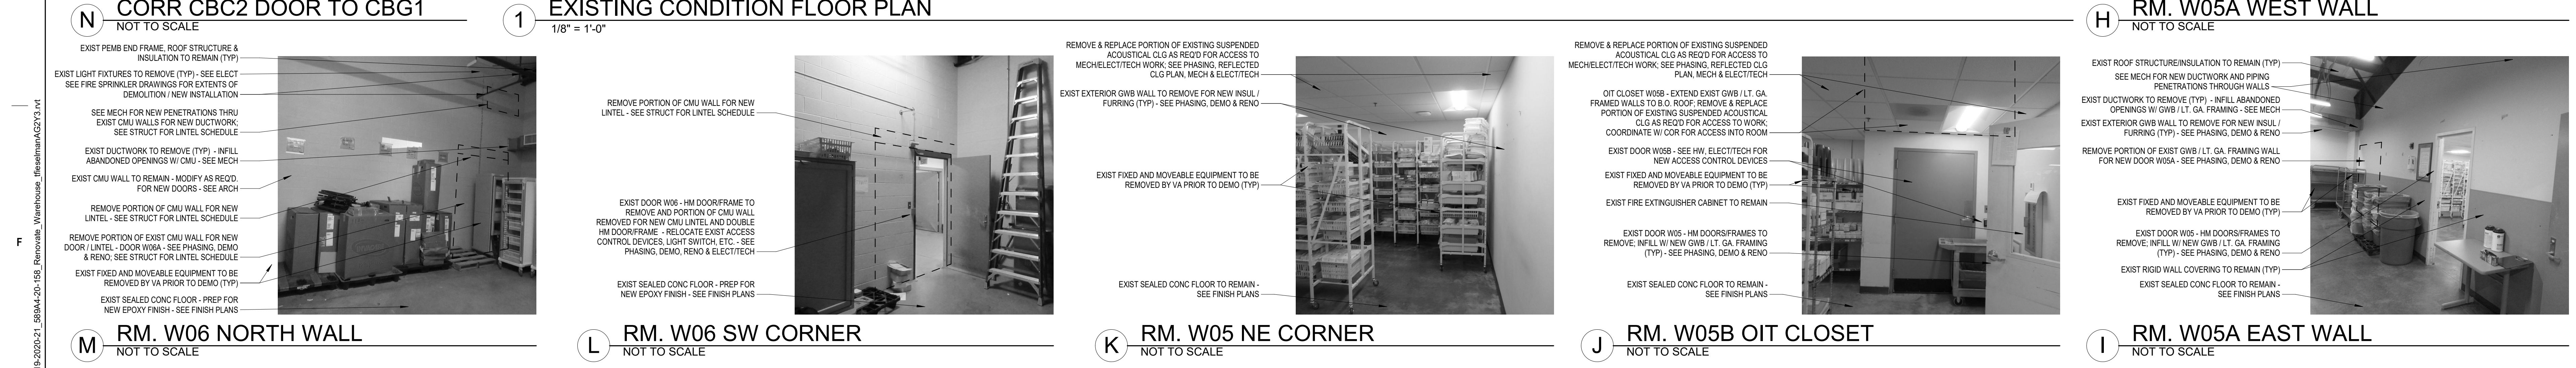 N
CORR CBC2 DOOR TO CBG1
NOT TO SCALE
1
EXISTING CONDITION FLOOR PLAN
1/8" = 1'-0"
H
RM. W05A WEST WALL
NOT TO SCALE
EXIST PEMB END FRAME, ROOF STRUCTURE &
INSULATION TO REMAIN (TYP)
EXIST LIGHT FIXTURES TO REMOVE (TYP) - SEE ELECT
SEE FIRE SPRINKLER DRAWINGS FOR EXTENTS OF
DEMOLITION / NEW INSTALLATION
SEE MECH FOR NEW PENETRATIONS THRU
EXIST CMU WALLS FOR NEW DUCTWORK;
SEE STRUCT FOR LINTEL SCHEDULE
EXIST DUCTWORK TO REMOVE (TYP) - INFILL
ABANDONED OPENINGS W/ CMU - SEE MECH
EXIST CMU WALL TO REMAIN - MODIFY AS REQ'D.
FOR NEW DOORS - SEE ARCH
REMOVE PORTION OF CMU WALL FOR NEW
LINTEL - SEE STRUCT FOR LINTEL SCHEDULE
REMOVE PORTION OF EXIST CMU WALL FOR NEW
DOOR / LINTEL - DOOR W06A - SEE PHASING, DEMO
& RENO; SEE STRUCT FOR LINTEL SCHEDULE
EXIST FIXED AND MOVEABLE EQUIPMENT TO BE
REMOVED BY VA PRIOR TO DEMO (TYP)
EXIST SEALED CONC FLOOR - PREP FOR
NEW EPOXY FINISH - SEE FINISH PLANS
M
RM. W06 NORTH WALL
NOT TO SCALE
REMOVE PORTION OF CMU WALL FOR NEW
LINTEL - SEE STRUCT FOR LINTEL SCHEDULE
EXIST DOOR W06 - HM DOOR/FRAME TO
REMOVE AND PORTION OF CMU WALL
REMOVED FOR NEW CMU LINTEL AND DOUBLE
HM DOOR/FRAME - RELOCATE EXIST ACCESS
CONTROL DEVICES, LIGHT SWITCH, ETC. - SEE
PHASING, DEMO, RENO & ELECT/TECH
EXIST SEALED CONC FLOOR - PREP FOR
NEW EPOXY FINISH - SEE FINISH PLANS
L
RM. W06 SW CORNER
NOT TO SCALE
REMOVE & REPLACE PORTION OF EXISTING SUSPENDED
ACOUSTICAL CLG AS REQ'D FOR ACCESS TO
MECH/ELECT/TECH WORK; SEE PHASING, REFLECTED
CLG PLAN, MECH & ELECT/TECH
EXIST EXTERIOR GWB WALL TO REMOVE FOR NEW INSUL /
FURRING (TYP) - SEE PHASING, DEMO & RENO
EXIST FIXED AND MOVEABLE EQUIPMENT TO BE
REMOVED BY VA PRIOR TO DEMO (TYP)
EXIST SEALED CONC FLOOR TO REMAIN -
SEE FINISH PLANS
K
RM. W05 NE CORNER
NOT TO SCALE
REMOVE & REPLACE PORTION OF EXISTING SUSPENDED
ACOUSTICAL CLG AS REQ'D FOR ACCESS TO
MECH/ELECT/TECH WORK; SEE PHASING, REFLECTED CLG
PLAN, MECH & ELECT/TECH
OIT CLOSET W05B - EXTEND EXIST GWB / LT. GA.
FRAMED WALLS TO B.O. ROOF; REMOVE & REPLACE
PORTION OF EXISTING SUSPENDED ACOUSTICAL
CLG AS REQ'D FOR ACCESS TO WORK;
COORDINATE W/ COR FOR ACCESS INTO ROOM
EXIST DOOR W05B - SEE HW, ELECT/TECH FOR
NEW ACCESS CONTROL DEVICES
EXIST FIXED AND MOVEABLE EQUIPMENT TO BE
REMOVED BY VA PRIOR TO DEMO (TYP)
EXIST FIRE EXTINGUISHER CABINET TO REMAIN
EXIST DOOR W05 - HM DOORS/FRAMES TO
REMOVE; INFILL W/ NEW GWB / LT. GA. FRAMING
(TYP) - SEE PHASING, DEMO & RENO
EXIST SEALED CONC FLOOR TO REMAIN -
SEE FINISH PLANS
J
RM. W05B OIT CLOSET
NOT TO SCALE
EXIST ROOF STRUCTURE/INSULATION TO REMAIN (TYP)
SEE MECH FOR NEW DUCTWORK AND PIPING
PENETRATIONS THROUGH WALLS
EXIST DUCTWORK TO REMOVE (TYP) - INFILL ABANDONED
OPENINGS W/ GWB / LT. GA. FRAMING - SEE MECH
EXIST EXTERIOR GWB WALL TO REMOVE FOR NEW INSUL /
FURRING (TYP) - SEE PHASING, DEMO & RENO
REMOVE PORTION OF EXIST GWB / LT. GA. FRAMING WALL
FOR NEW DOOR W05A - SEE PHASING, DEMO & RENO
EXIST FIXED AND MOVEABLE EQUIPMENT TO BE
REMOVED BY VA PRIOR TO DEMO (TYP)
EXIST DOOR W05 - HM DOORS/FRAMES TO
REMOVE; INFILL W/ NEW GWB / LT. GA. FRAMING
(TYP) - SEE PHASING, DEMO & RENO
EXIST RIGID WALL COVERING TO REMAIN (TYP)
EXIST SEALED CONC FLOOR TO REMAIN -
SEE FINISH PLANS
I
RM. W05A EAST WALL
NOT TO SCALE
F
19-2020-21_589A4-20-158_Renovate_Warehouse_tfieselmanAG2Y3.rvt